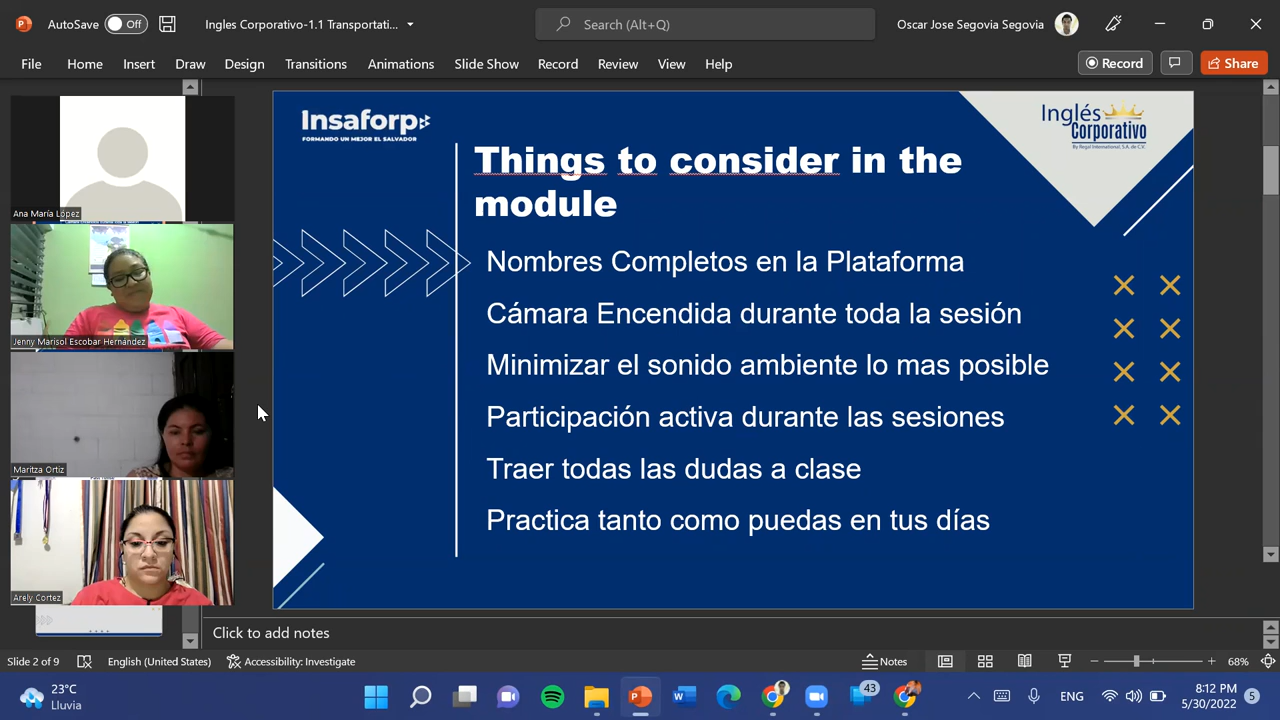 AutoSave Off Ingles Corporativo-1.1 Transportati... Search (Alt+Q) Oscar Jose Segovia Segovia
File Home Insert Draw Design Transitions Animations Slide Show Record Review View Help Record Share
Ana María López
Jenny Marisol Escobar Hernández
Maritza Ortiz
Arely Cortez
Insaforp
FORMANDO UN MEJOR EL SALVADOR
Inglés
Corporativo
By Regal International, S.A. de C.V.
Things to consider in the
module
Nombres Completos en la Plataforma
Cámara Encendida durante toda la sesión
Minimizar el sonido ambiente lo mas posible
Participación activa durante las sesiones
Traer todas las dudas a clase
Practica tanto como puedas en tus días
Click to add notes
Slide 2 of 9 English (United States) Accessibility: Investigate Notes 68%
23°C
Lluvia
43
ENG
8:12 PM
5/30/2022
5